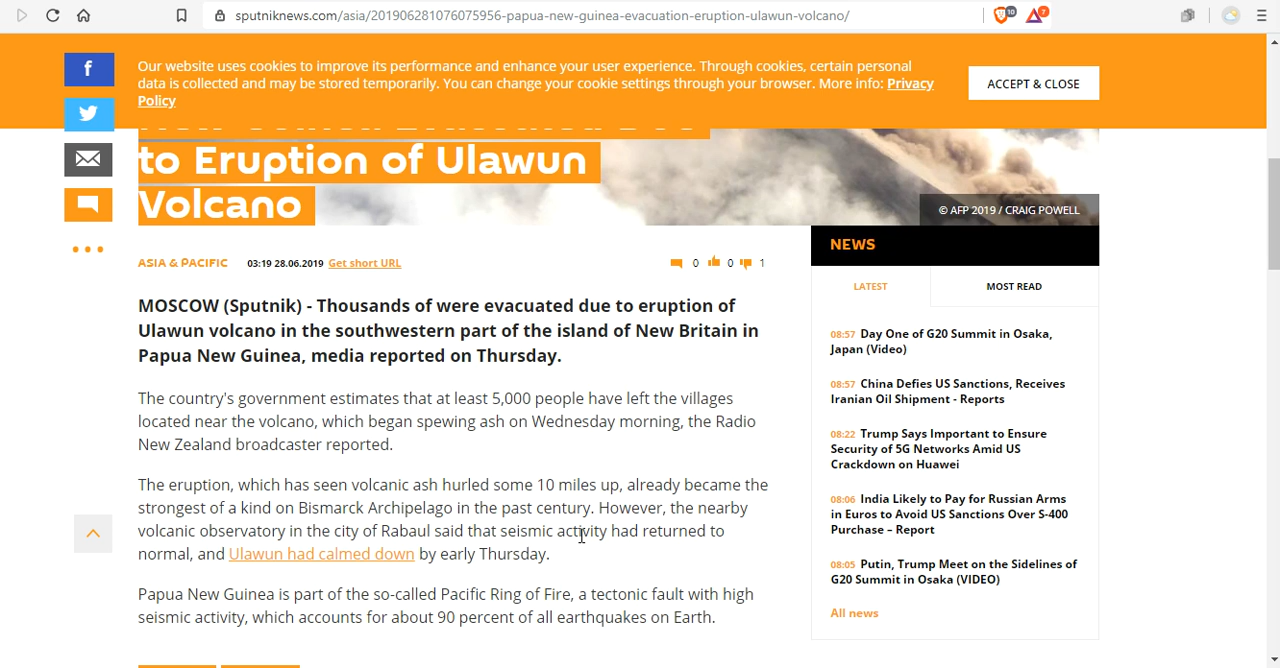 sputniknews.com/asia/201906281076075956-papua-new-guinea-evacuation-eruption-ulawun-volcano/
10
7
f
Our website uses cookies to improve its performance and enhance your user experience. Through cookies, certain personal
data is collected and may be stored temporarily. You can change your cookie settings through your browser. More info: Privacy
Policy
ACCEPT & CLOSE
to Eruption of Ulawun
Volcano
© AFP 2019 / CRAIG POWELL
ASIA & PACIFIC 03:19 28.06.2019 Get short URL
0 0 1
MOSCOW (Sputnik) - Thousands of were evacuated due to eruption of
Ulawun volcano in the southwestern part of the island of New Britain in
Papua New Guinea, media reported on Thursday.
The country's government estimates that at least 5,000 people have left the villages
located near the volcano, which began spewing ash on Wednesday morning, the Radio
New Zealand broadcaster reported.
The eruption, which has seen volcanic ash hurled some 10 miles up, already became the
strongest of a kind on Bismarck Archipelago in the past century. However, the nearby
volcanic observatory in the city of Rabaul said that seismic activity had returned to
normal, and Ulawun had calmed down by early Thursday.
Papua New Guinea is part of the so-called Pacific Ring of Fire, a tectonic fault with high
seismic activity, which accounts for about 90 percent of all earthquakes on Earth.
NEWS
LATEST
MOST READ
08:57 Day One of G20 Summit in Osaka,
Japan (Video)
08:57 China Defies US Sanctions, Receives
Iranian Oil Shipment - Reports
08:22 Trump Says Important to Ensure
Security of 5G Networks Amid US
Crackdown on Huawei
08:06 India Likely to Pay for Russian Arms
in Euros to Avoid US Sanctions Over S-400
Purchase – Report
08:05 Putin, Trump Meet on the Sidelines of
G20 Summit in Osaka (VIDEO)
All news